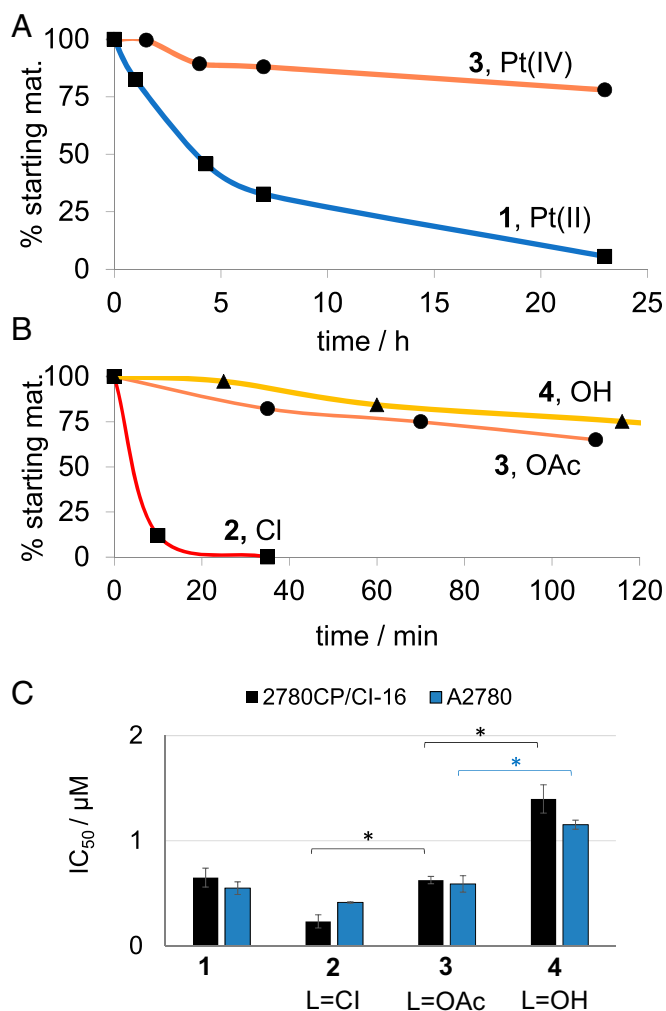 A
% starting mat.
100
75
50
25
0
3, Pt(IV)
1, Pt(II)
0 5 10 15 20 25
time / h
B
% starting mat.
100
75
50
25
0
4, OH
3, OAc
2, Cl
0 20 40 60 80 100 120
time / min
C
2780CP/CI-16 A2780
IC50 / µM
2
1
0
*
*
*
1 2 3 4
L=Cl L=OAc L=OH